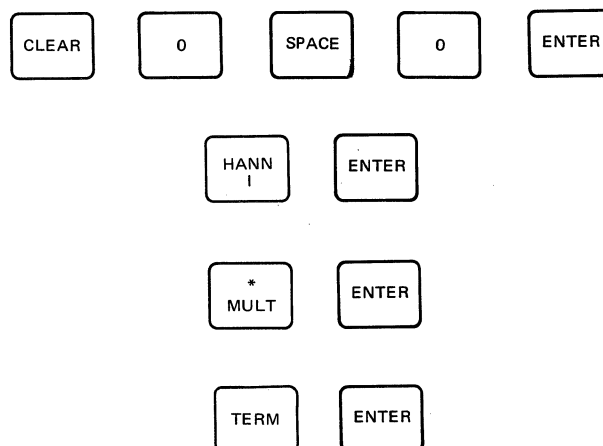 CLEAR 0 SPACE 0 ENTER
HANN ENTER
I
* ENTER
MULT
TERM ENTER